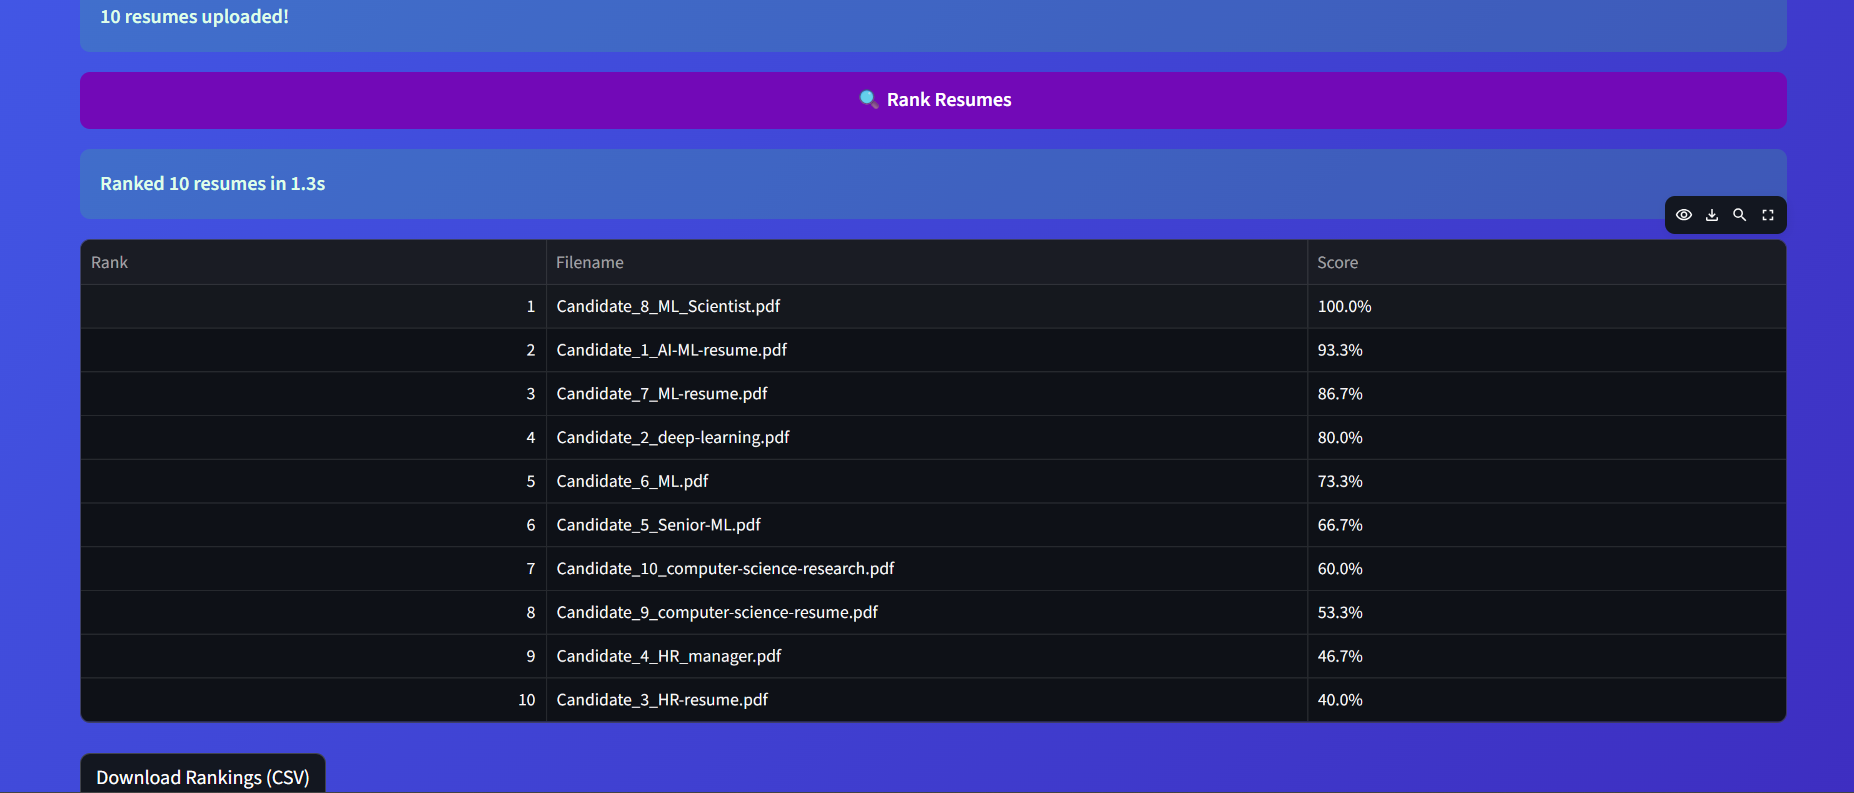 10 resumes uploaded!
🔍 Rank Resumes
Ranked 10 resumes in 1.3s
Rank Filename Score
1 Candidate_8_ML_Scientist.pdf 100.0%
2 Candidate_1_AI-ML-resume.pdf 93.3%
3 Candidate_7_ML-resume.pdf 86.7%
4 Candidate_2_deep-learning.pdf 80.0%
5 Candidate_6_ML.pdf 73.3%
6 Candidate_5_Senior-ML.pdf 66.7%
7 Candidate_10_computer-science-research.pdf 60.0%
8 Candidate_9_computer-science-resume.pdf 53.3%
9 Candidate_4_HR_manager.pdf 46.7%
10 Candidate_3_HR-resume.pdf 40.0%
Download Rankings (CSV)